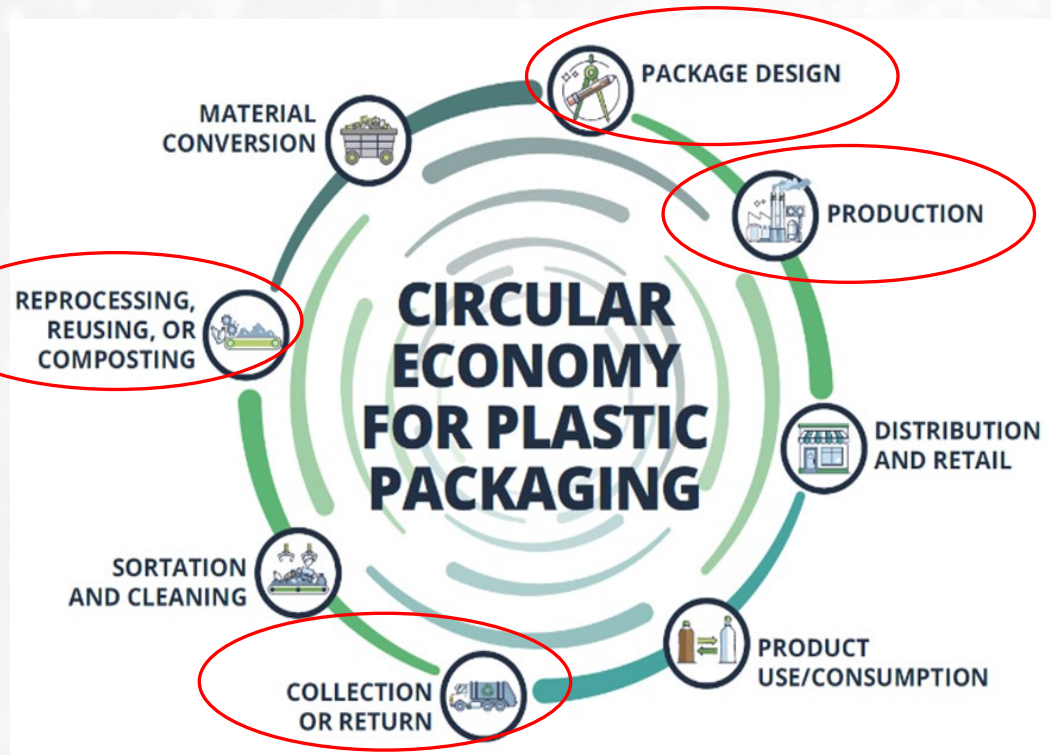 CIRCULAR
ECONOMY
FOR PLASTIC
PACKAGING
PACKAGE DESIGN
PRODUCTION
DISTRIBUTION
AND RETAIL
PRODUCT
USE/CONSUMPTION
COLLECTION
OR RETURN
SORTATION
AND CLEANING
REPROCESSING,
REUSING, OR
COMPOSTING
MATERIAL
CONVERSION